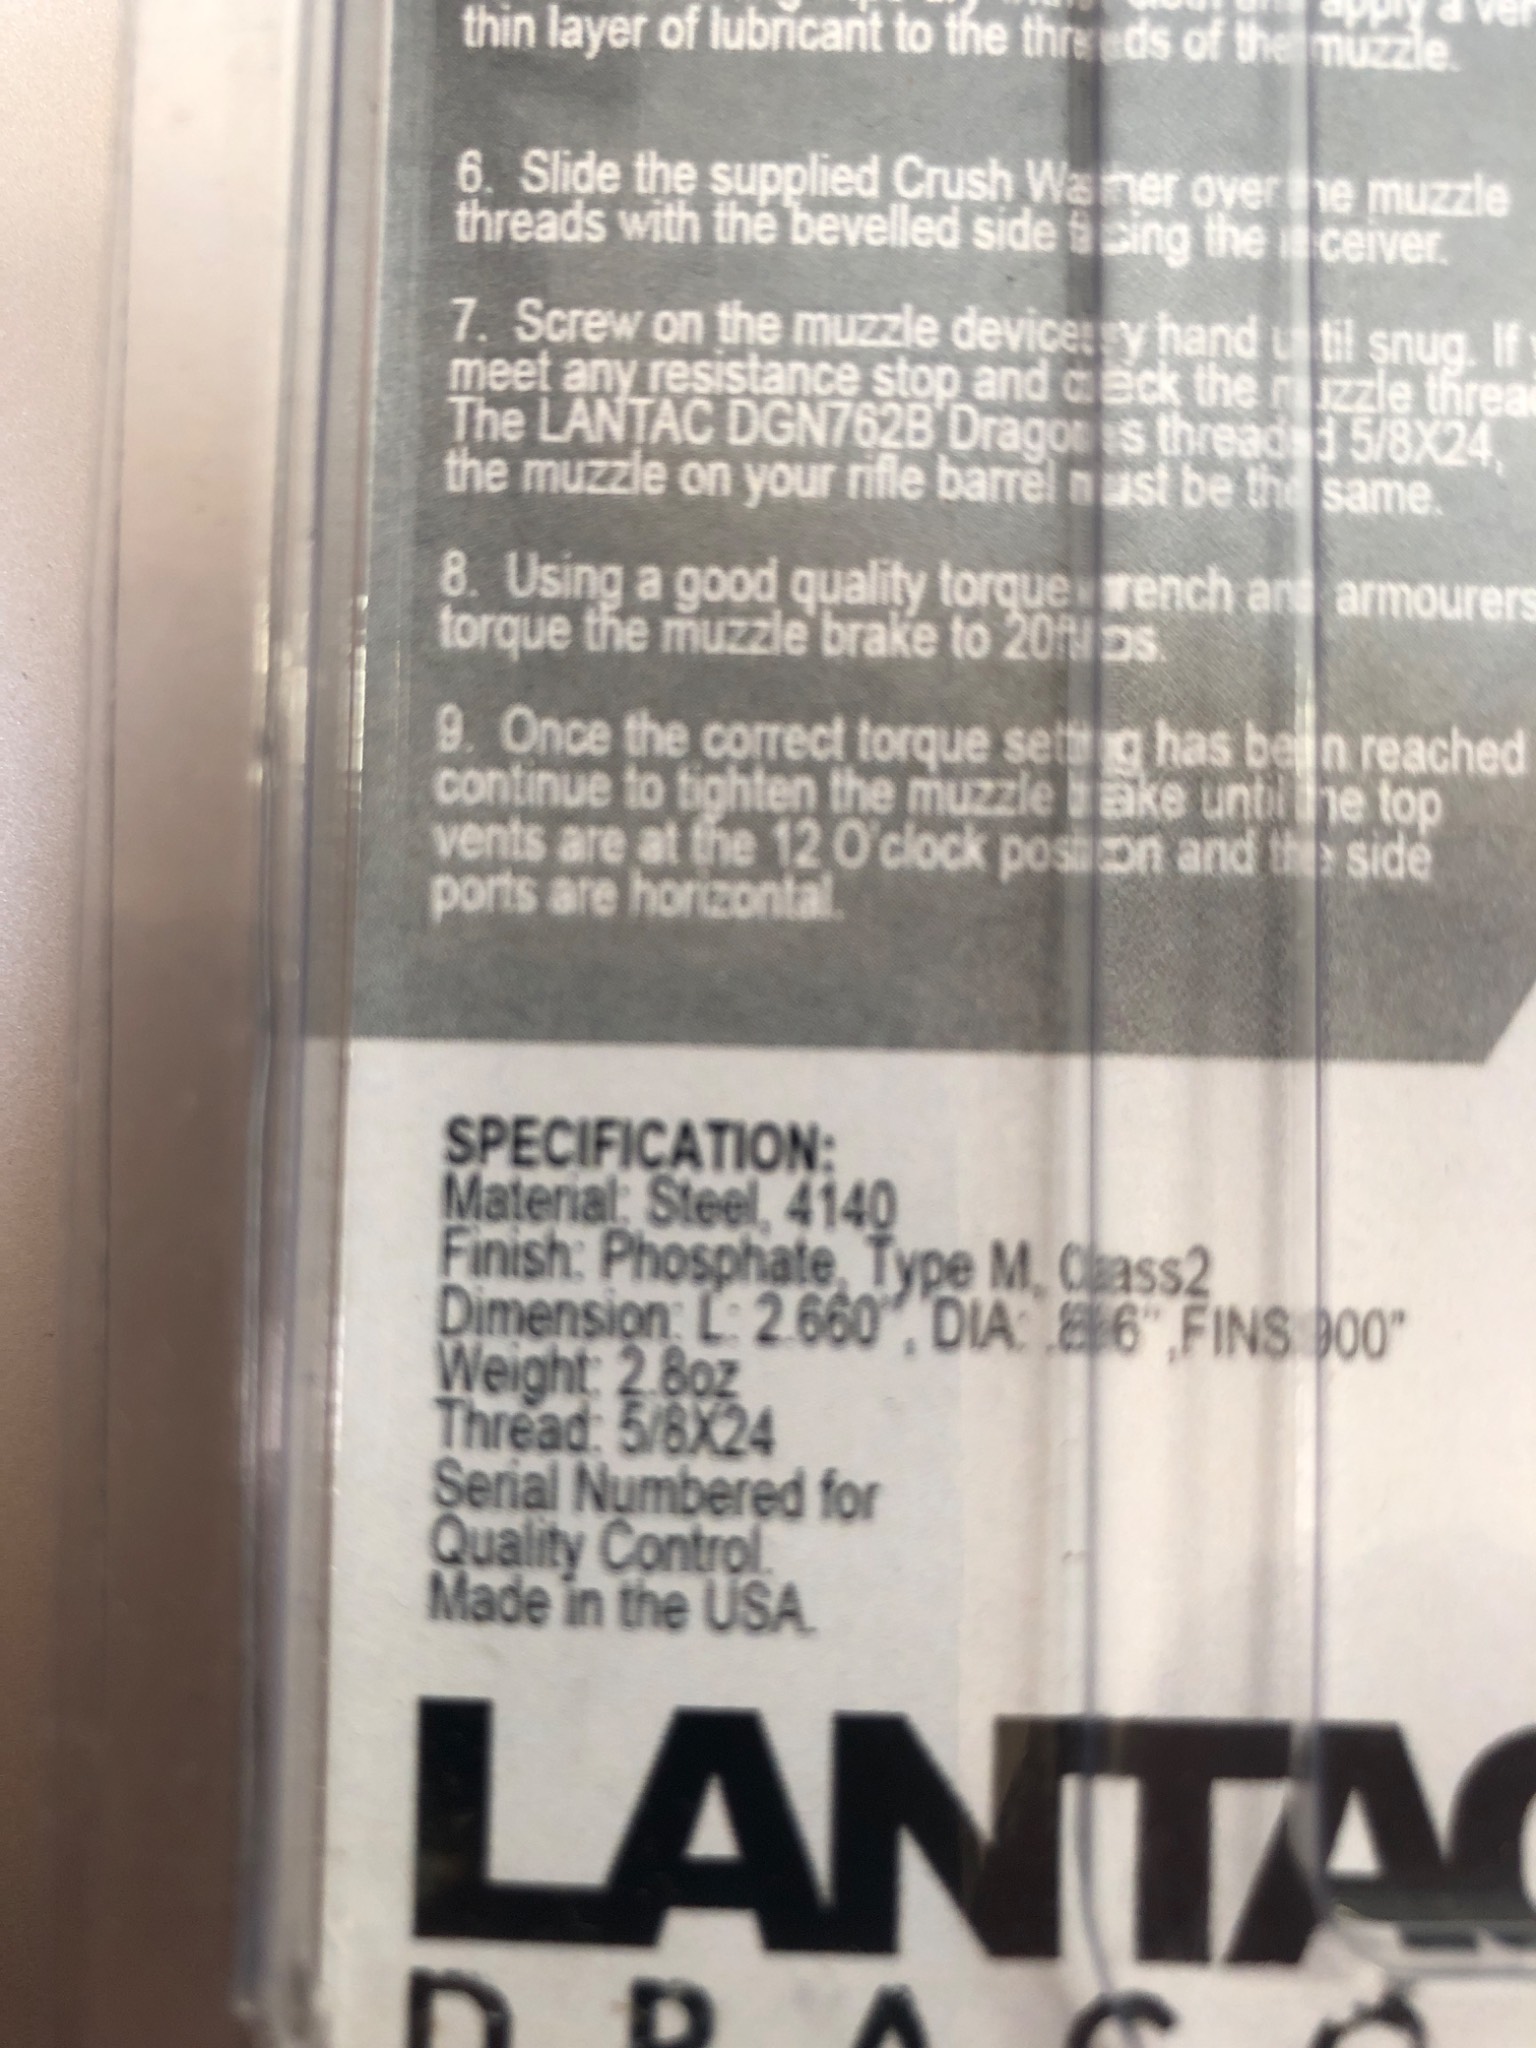 thin layer of lubricant to the threads of the muzzle.
6. Slide the supplied Crush Washer over the muzzle
threads with the bevelled side facing the receiver.
7. Screw on the muzzle device by hand until snug. If
meet any resistance stop and check the muzzle
The LANTAC DGN762B Dragon is threaded 5/8X24,
the muzzle on your rifle barrel must be the same.
8. Using a good quality torque wrench and armourers
torque the muzzle brake to 20ft/lbs.
9. Once the correct torque setting has been reached
continue to tighten the muzzle brake until the top
vents are at the 12 O'clock position and the side
ports are horizontal.
SPECIFICATION:
Material: Steel, 4140
Finish: Phosphate, Type M, Class2
Dimension: L: 2.660", DIA: ,FINS 900"
Weight: 2.8oz
Thread: 5/8X24
Serial Numbered for
Quality Control.
Made in the USA.
LANTAC